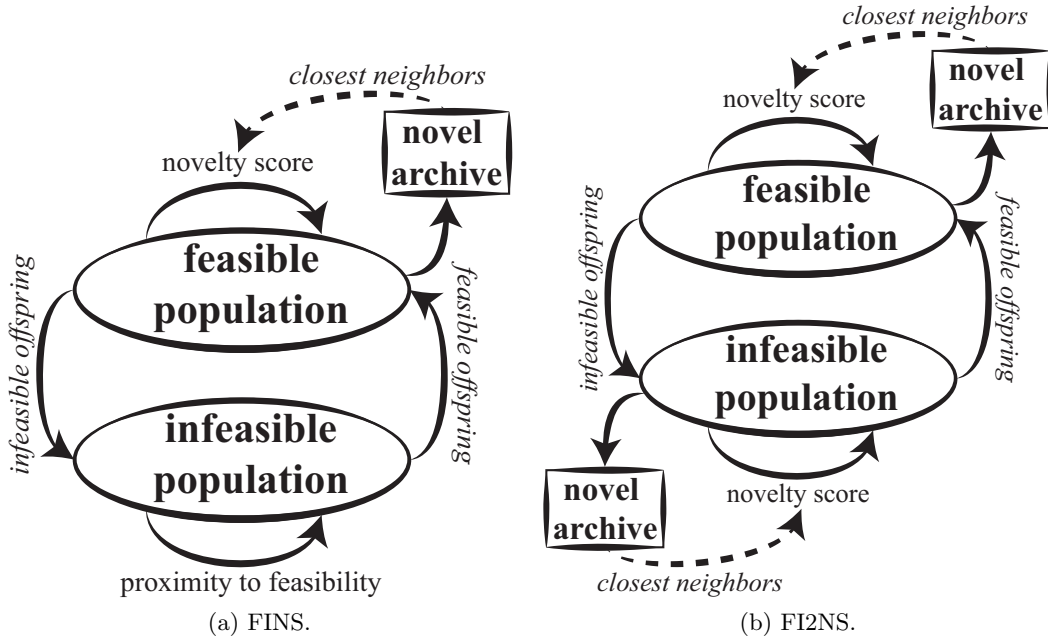 closest neighbors
novel
archive
novelty score
feasible
population
infeasible offspring
feasible offspring
infeasible
population
proximity to feasibility
(a) FINS.
closest neighbors
novel
archive
novelty score
feasible
population
infeasible offspring
feasible offspring
infeasible
population
novel
archive
novelty score
closest neighbors
(b) FI2NS.